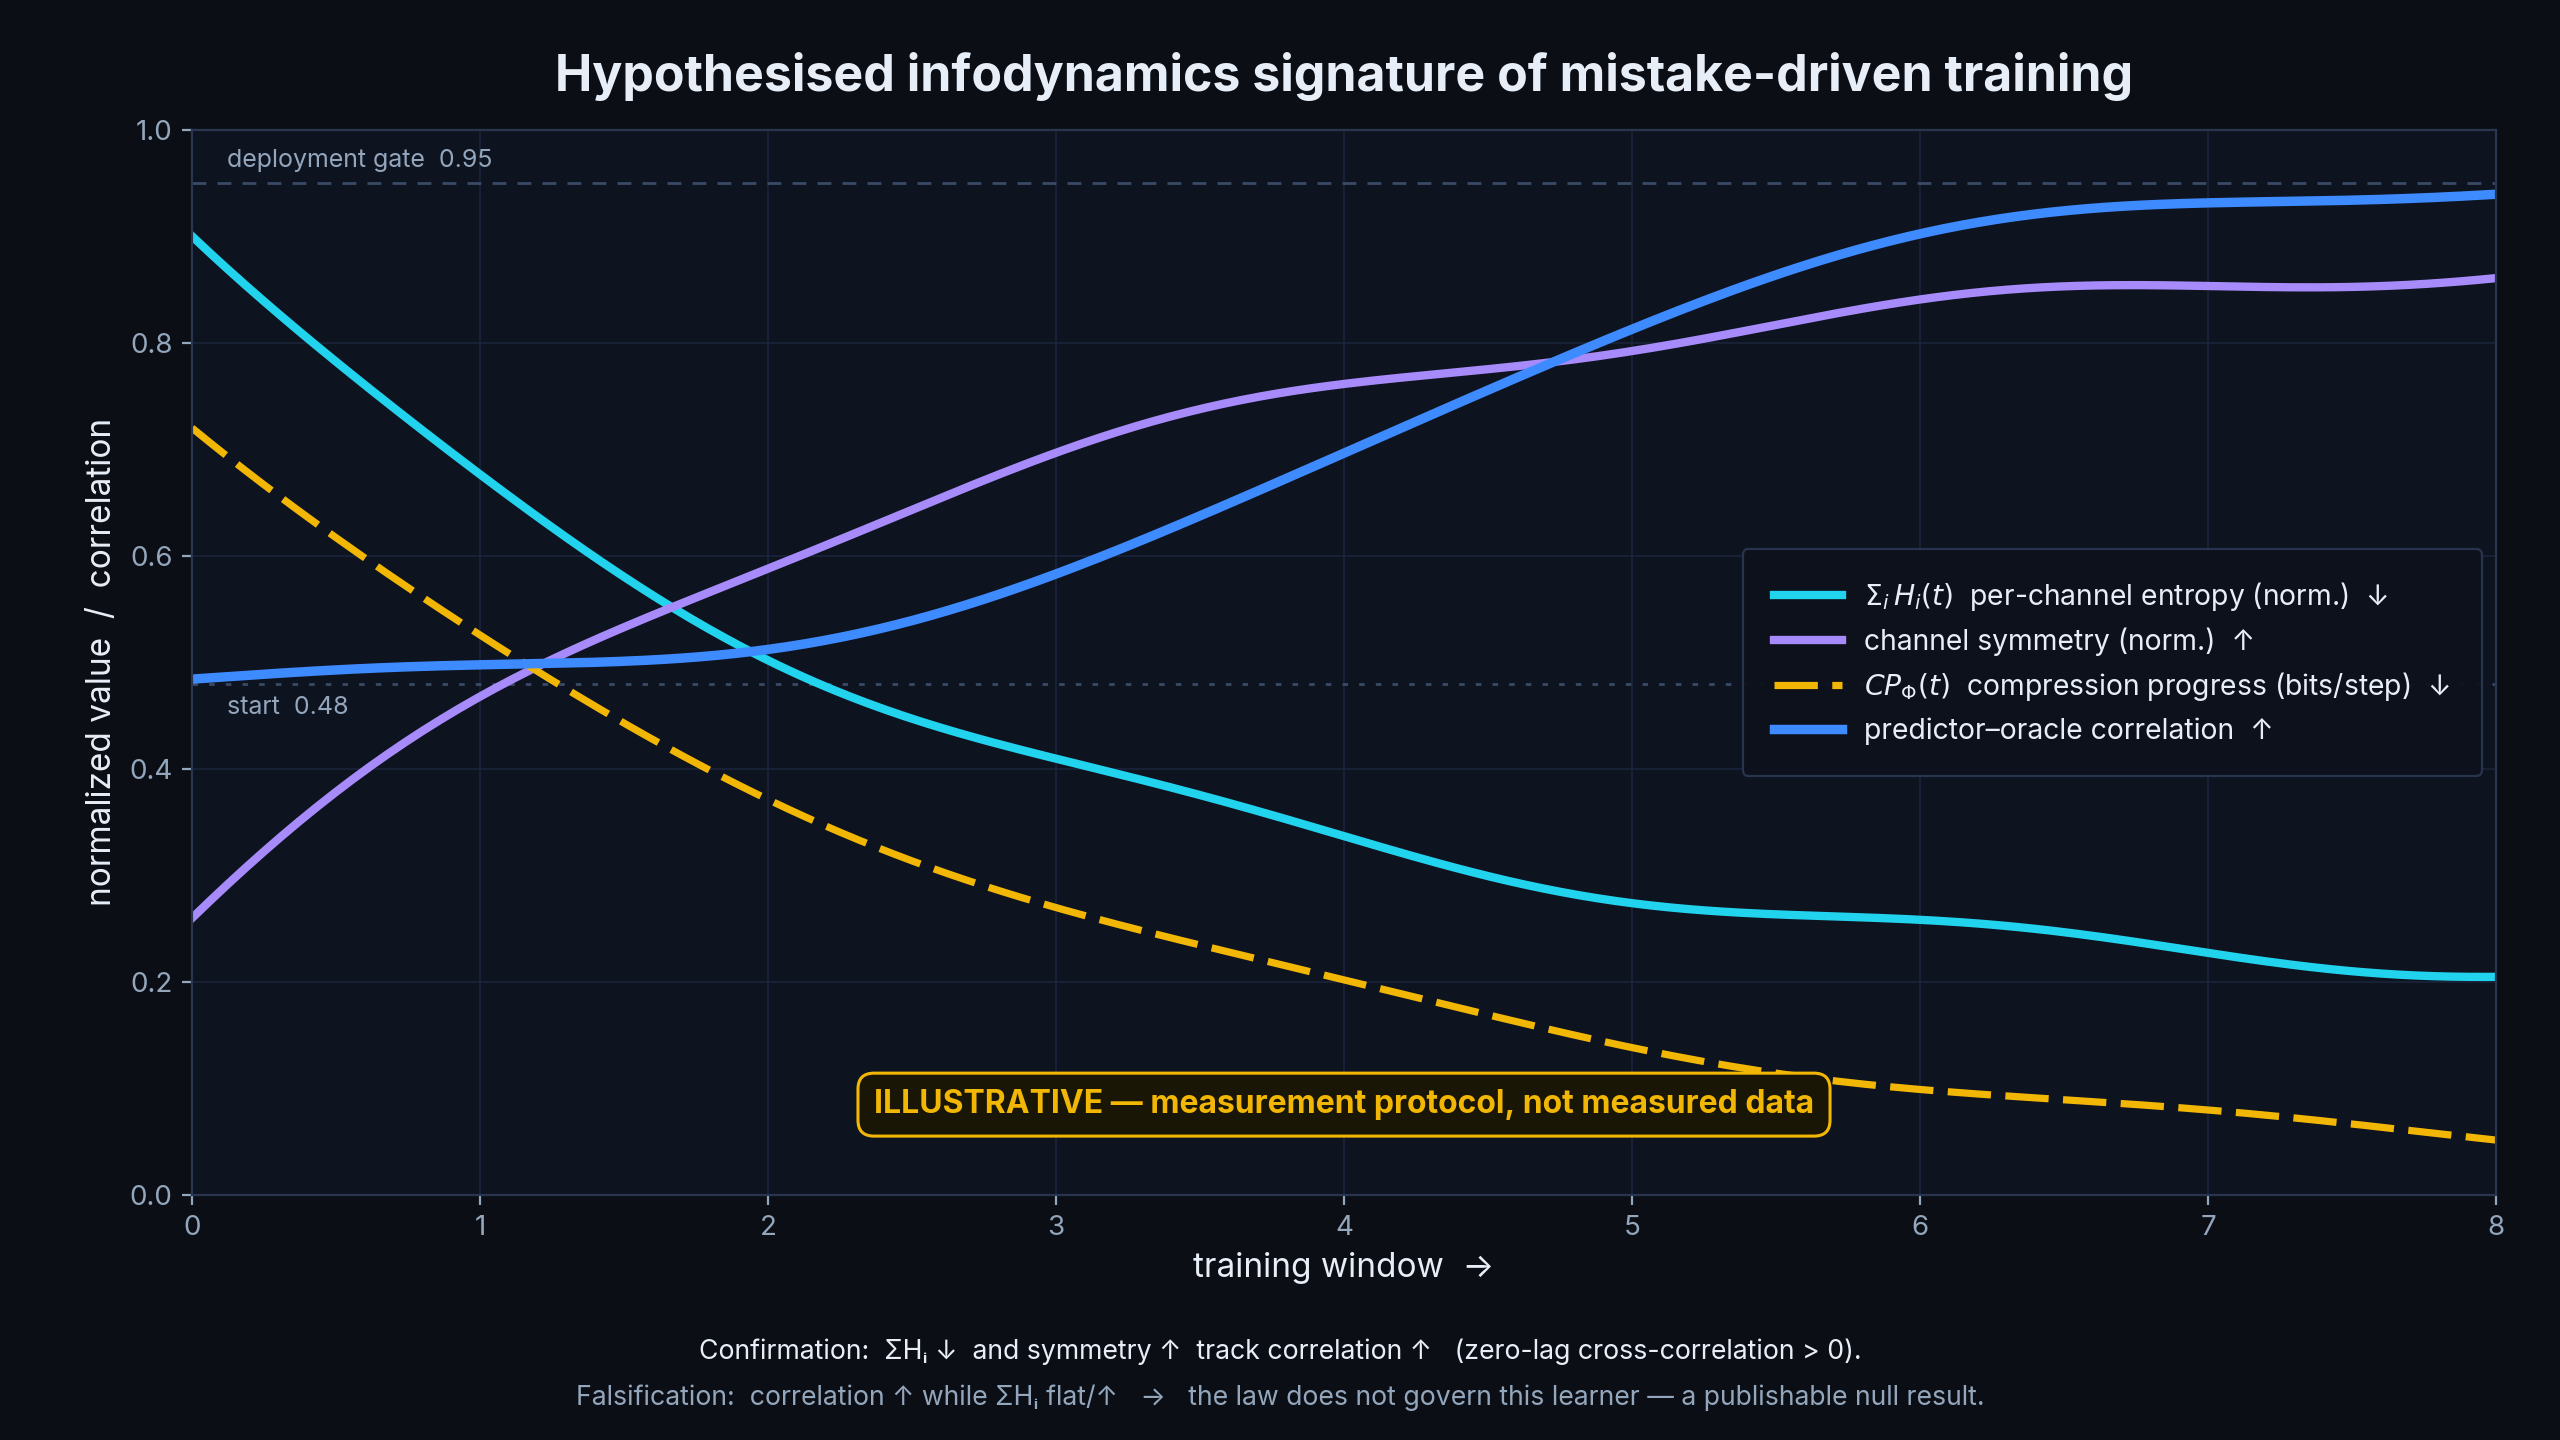 Hypothesised infodynamics signature of mistake-driven training
1.0
deployment gate 0.95
0.8
0.6
start 0.48
0.4
0.2
0.0
normalized value / correlation
Σᵢ Hᵢ(t) per-channel entropy (norm.) ↓
channel symmetry (norm.) ↑
CP_Φ(t) compression progress (bits/step) ↓
predictor–oracle correlation ↑
ILLUSTRATIVE — measurement protocol, not measured data
0 1 2 3 4 5 6 7 8
training window →
Confirmation: ΣHᵢ ↓ and symmetry ↑ track correlation ↑ (zero-lag cross-correlation > 0).
Falsification: correlation ↑ while ΣHᵢ flat/↑ → the law does not govern this learner — a publishable null result.